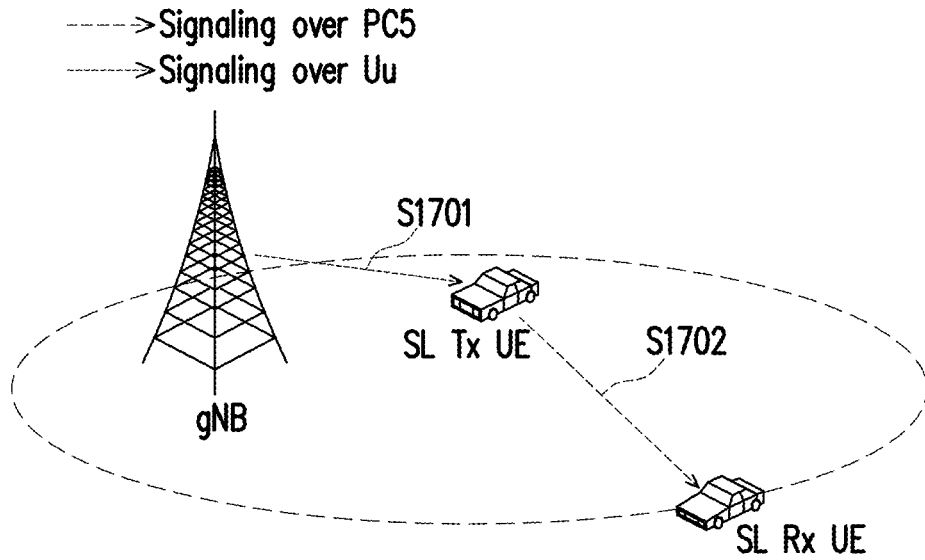 Signaling over PC5
Signaling over Uu
S1701
SL Tx UE
S1702
gNB
SL Rx UE